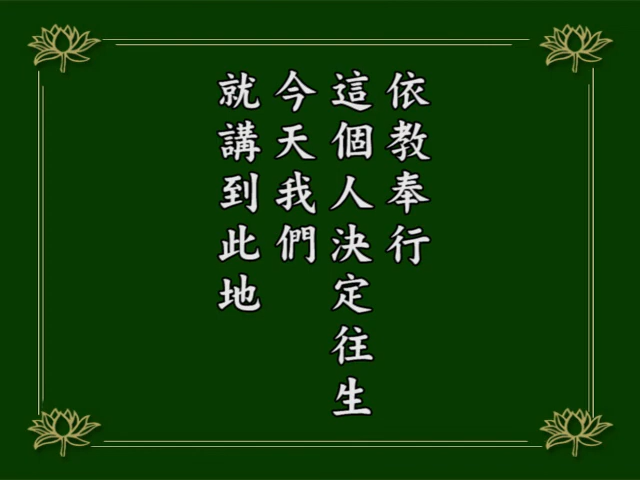 依教奉行
這個人決定往生
今天我們
就講到此地